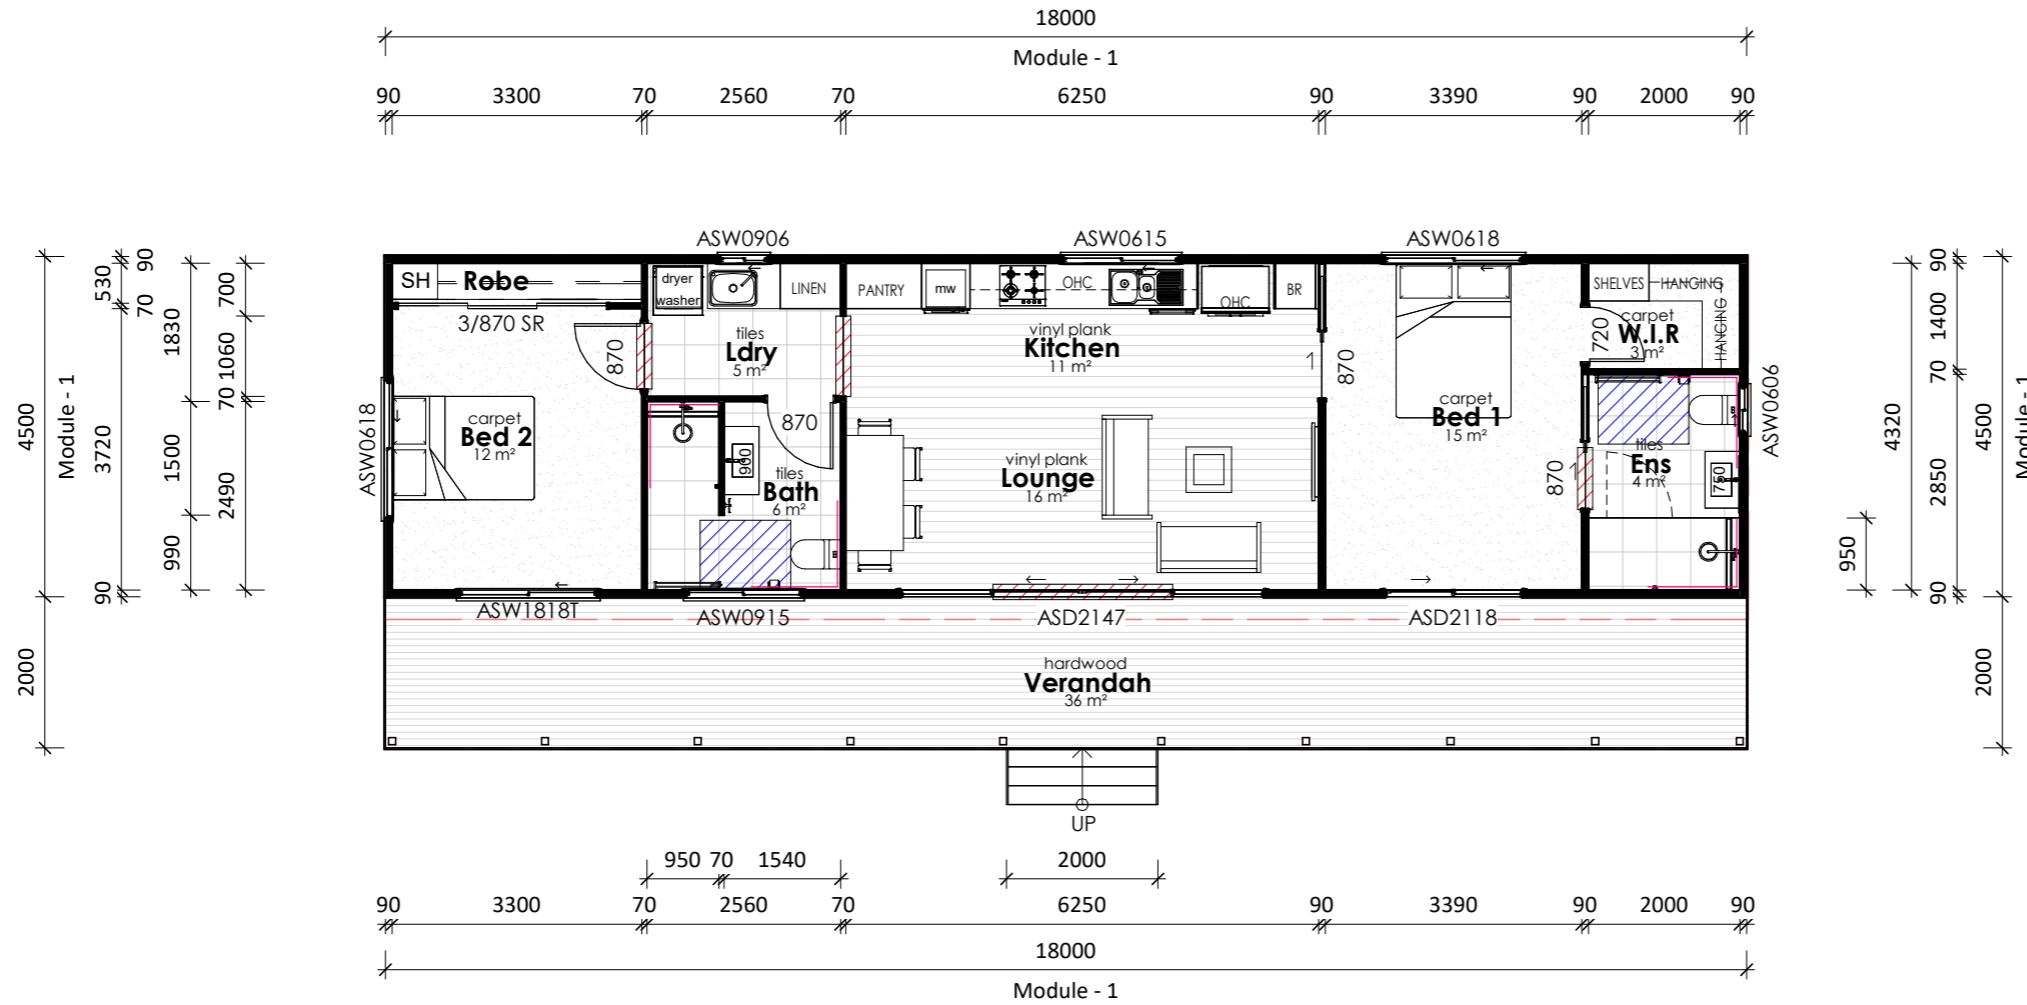 18000
Module - 1
90 3300 70 2560 70 6250 90 3390 90 2000 90
ASW0906 ASW0615 ASW0618
SH Robe
3/870 SR
dryer
washer
LINEN
PANTRY
mw
OHC
OHC
BR
SHELVES HANGING
HANGING
carpet
W.I.R
3 m²
720
870
tiles
Ldry
5 m²
vinyl plank
Kitchen
11 m²
870
carpet
Bed 2
12 m²
870
900
tiles
Bath
6 m²
vinyl plank
Lounge
16 m²
carpet
Bed 1
15 m²
870
tiles
Ens
4 m²
750
ASW0618
ASW0606
ASW1818T ASW0915 ASD2147 ASD2118
hardwood
Verandah
36 m²
UP
4500
2000
Module - 1
90
530
70
3720
90
1830
1500
990
700
1060
70
2490
950
4320
90
1400
70
2850
90
4500
2000
Module - 1
950 70 1540 2000
90 3300 70 2560 70 6250 90 3390 90 2000 90
18000
Module - 1